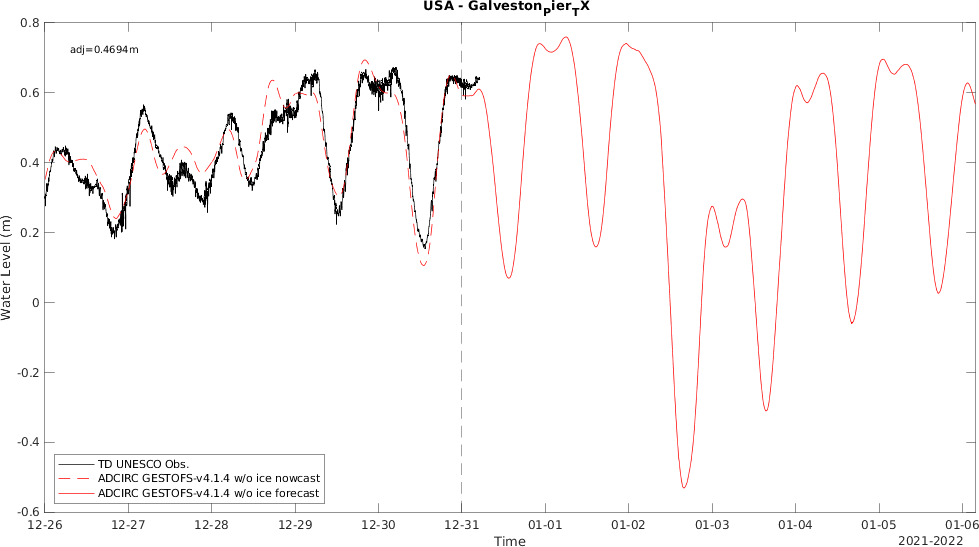 USA - GalvestonPierTX
adj=0.4694m
0.8
0.6
0.4
0.2
0
-0.2
-0.4
-0.6
Water Level (m)
TD UNESCO Obs.
ADCIRC GESTOFS-v4.1.4 w/o ice nowcast
ADCIRC GESTOFS-v4.1.4 w/o ice forecast
12-26 12-27 12-28 12-29 12-30 12-31 01-01 01-02 01-03 01-04 01-05 01-06
Time
2021-2022